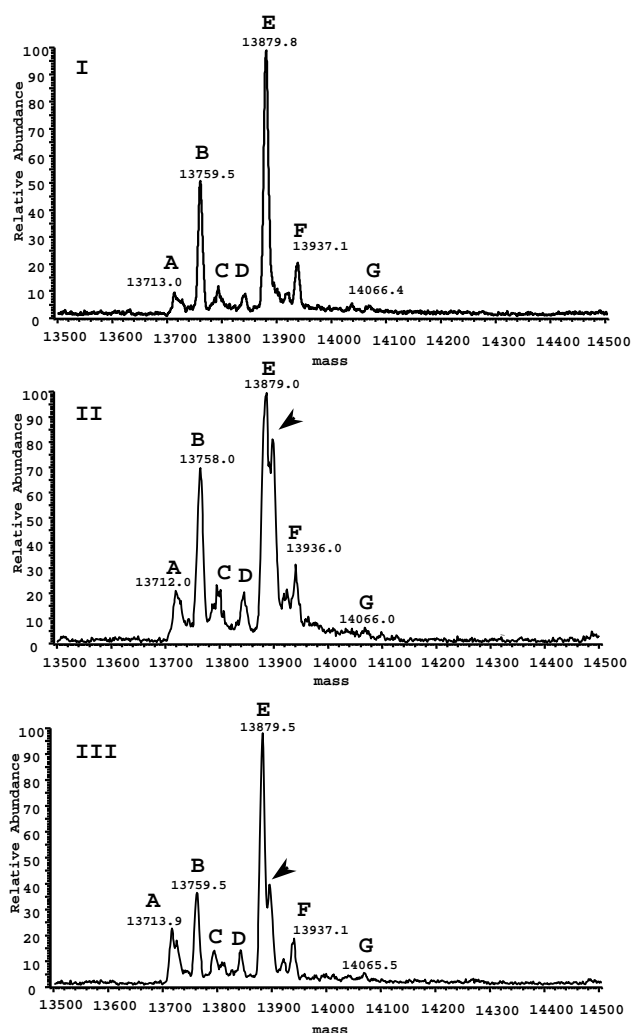 E
13879.8
100
I
90
80
70
B
60
13759.5
50
40
F
30
A
C D
13937.1
20
13713.0
G
10
14066.4
0
Relative Abundance
13500 13600 13700 13800 13900 14000 14100 14200 14300 14400 14500
mass
E
13879.0
100
II
90
B
80
13758.0
70
60
50
F
40
A
C D
13936.0
30
13712.0
20
G
10
14066.0
0
Relative Abundance
13500 13600 13700 13800 13900 14000 14100 14200 14300 14400 14500
mass
E
13879.5
100
III
90
80
70
60
B
50
13759.5
A
40
F
30
13713.9
C D
13937.1
20
G
10
14065.5
0
Relative Abundance
13500 13600 13700 13800 13900 14000 14100 14200 14300 14400 14500
mass